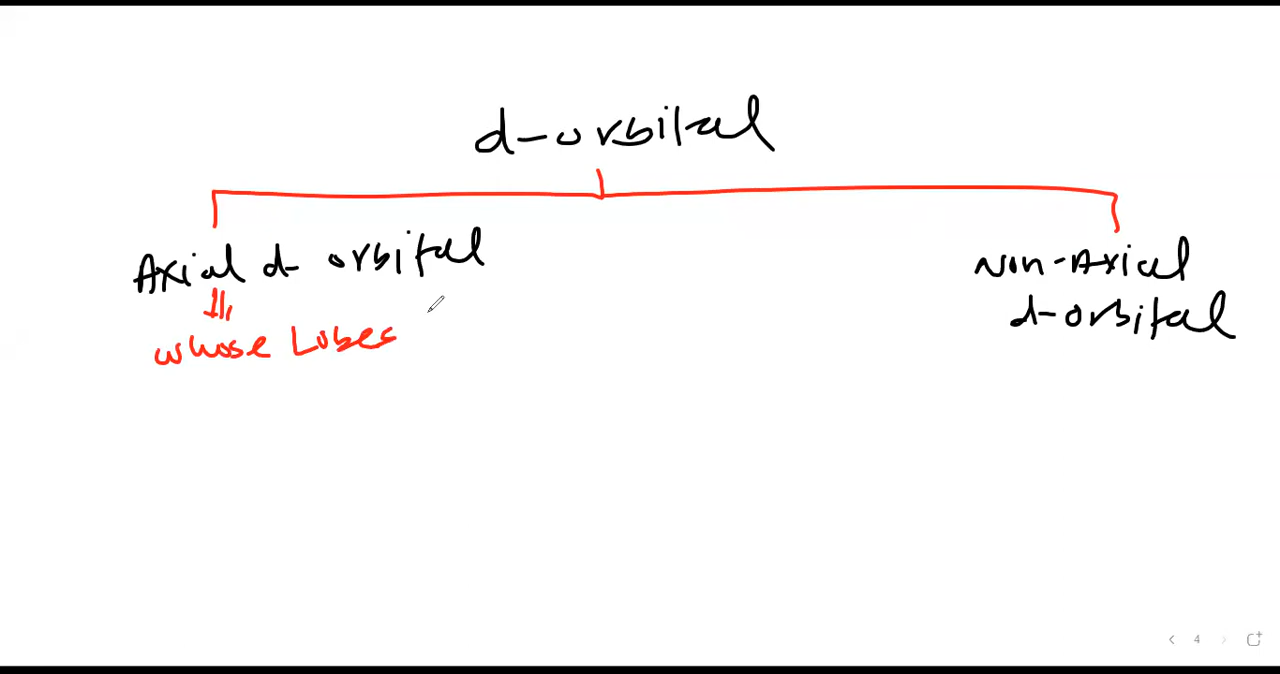 d-orbital
Axial d- orbital
Non-Axial
d-orbital
whose Lobes
4